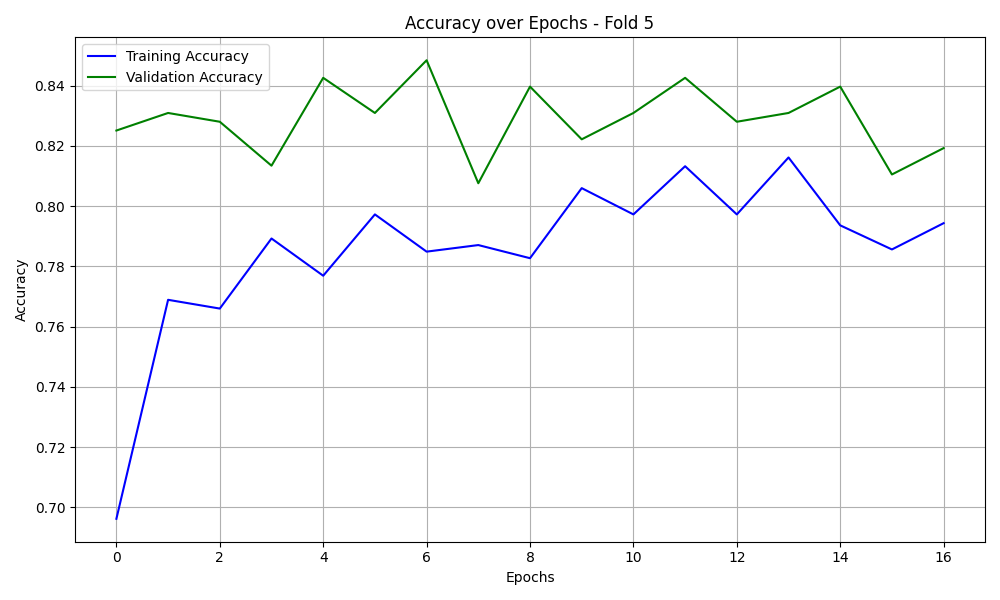 Accuracy over Epochs - Fold 5
Training Accuracy
Validation Accuracy
Accuracy
0.84
0.82
0.80
0.78
0.76
0.74
0.72
0.70
0 2 4 6 8 10 12 14 16
Epochs